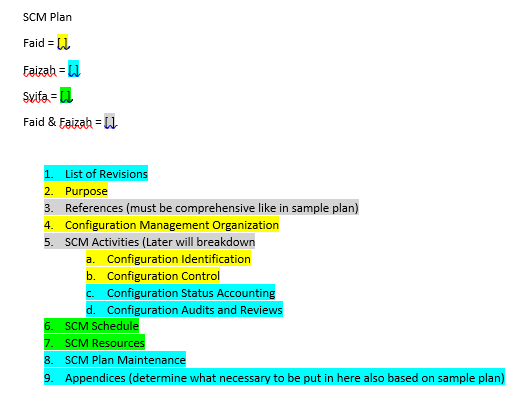 SCM Plan
Faid = [ ],
Faizah = [ ]
Syifa = [ ],
Faid & Faizah = [ ]
1. List of Revisions
2. Purpose
3. References (must be comprehensive like in sample plan)
4. Configuration Management Organization
5. SCM Activities (Later will breakdown
a. Configuration Identification
b. Configuration Control
c. Configuration Status Accounting
d. Configuration Audits and Reviews
6. SCM Schedule
7. SCM Resources
8. SCM Plan Maintenance
9. Appendices (determine what necessary to be put in here also based on sample plan)